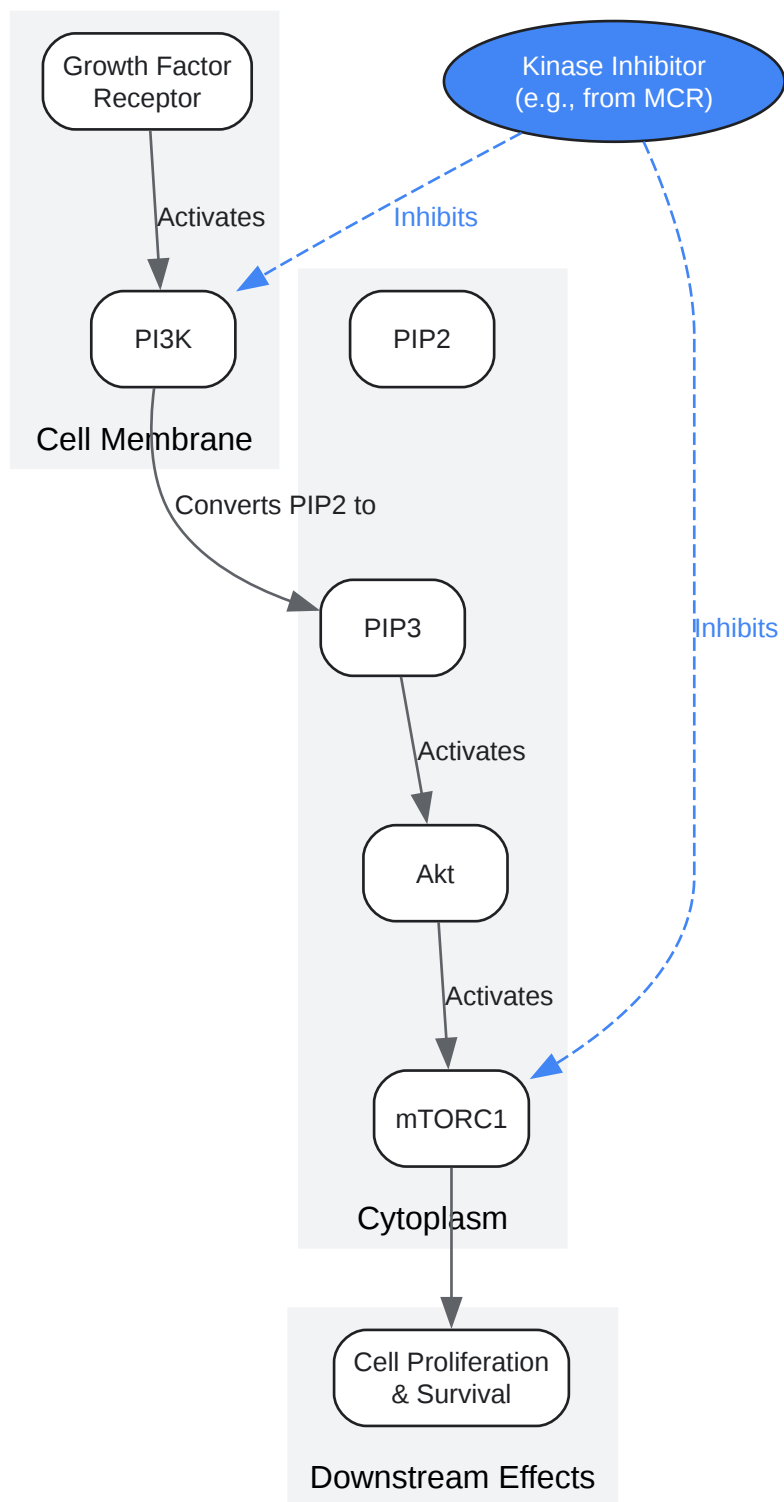 Growth Factor
Receptor
Kinase Inhibitor
(e.g., from MCR)
Activates
Inhibits
PI3K
PIP2
Cell Membrane
Converts PIP2 to
PIP3
Inhibits
Activates
Akt
Activates
mTORC1
Cytoplasm
Cell Proliferation
& Survival
Downstream Effects